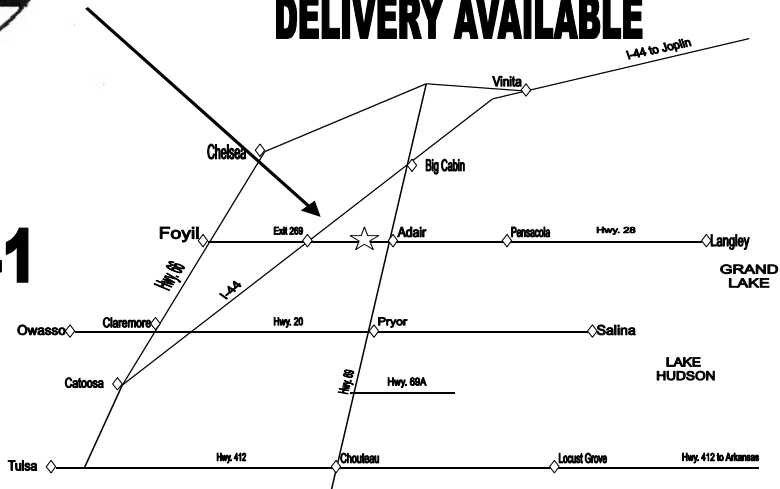 DELIVERY AVAILABLE
I-44 to Joplin
Vinita
Chelsea
Big Cabin
-1
Foyil
Exit 269
Adair
Pensacola
Hwy. 28
Langley
GRAND
LAKE
Hwy. 66
I-44
Owasso
Claremore
Hwy. 20
Pryor
Salina
LAKE
HUDSON
Catoosa
Hwy. 69
Hwy. 69A
Tulsa
Hwy. 412
Chouteau
Locust Grove
Hwy. 412 to Arkansas